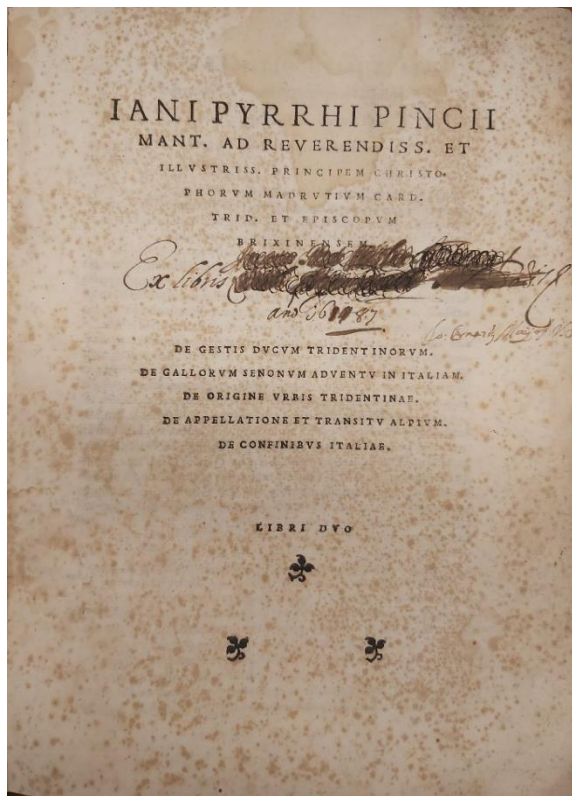 IANI PYRRHI PINCII
MANT. AD REVERENDISS. ET
ILLVSTRISS. PRINCIPEM CHRISTO-
PHORVM MADRVTIVM CARD.
TRID. ET EPISCOPVM
BRIXINENSEM
Ex libris
DE GESTIS DVCVM TRIDENTINORVM.
DE GALLORVM SENONVM ADVENTV IN ITALIAM.
DE ORIGINE VRBIS TRIDENTINAE.
DE APPELLATIONE ET TRANSITV ALPIVM.
DE CONFINIBVS ITALIAE.
LIBRI DVO